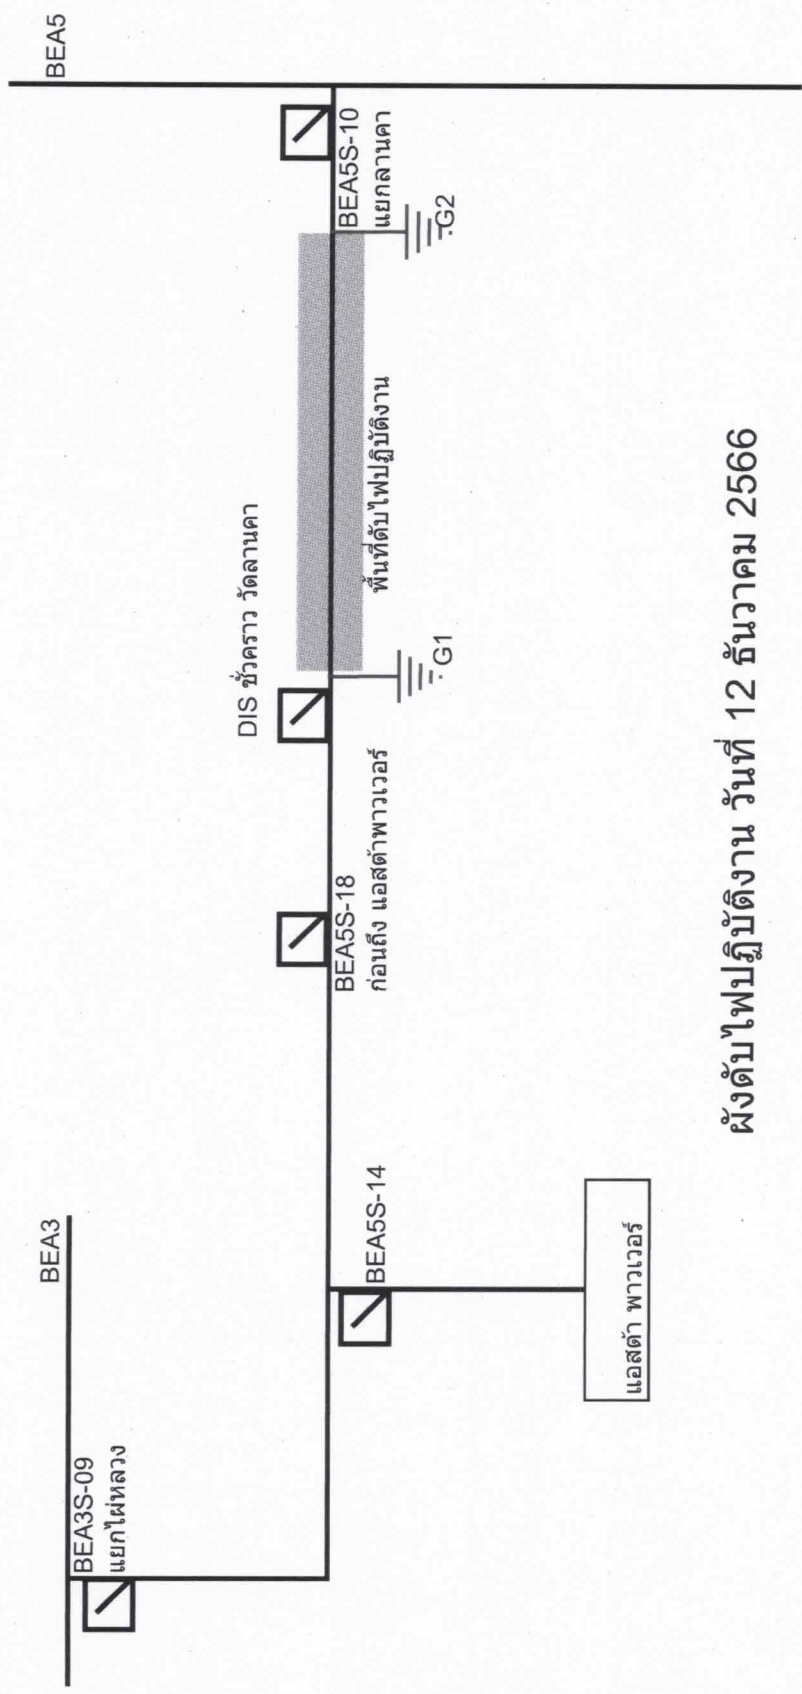 BEA3
BEA5
BEA3S-09
แยกไผ่หลวง
DIS ชั่วคราว วัดลานคา
BEA5S-14
BEA5S-18
ก่อนถึง แอสต้าพาวเวอร์
BEA5S-10
แยกลานคา
พื้นที่ดับไฟปฏิบัติงาน
G1
G2
แอสต้า พาวเวอร์
ผังดับไฟปฏิบัติงาน วันที่ 12 ธันวาคม 2566